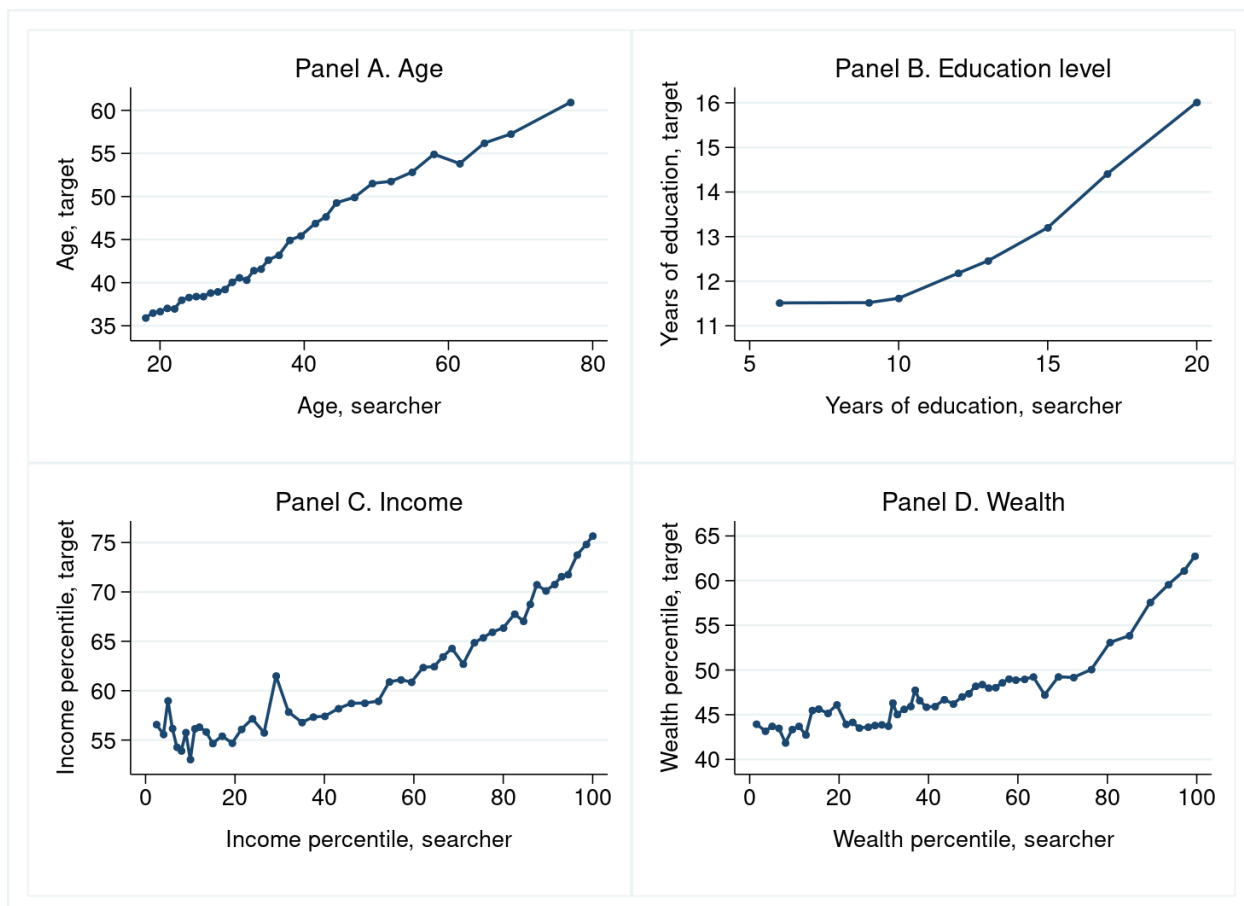 Panel A. Age
Age, target
60
55
50
45
40
35
20 40 60 80
Age, searcher
Panel B. Education level
Years of education, target
16
15
14
13
12
11
5 10 15 20
Years of education, searcher
Panel C. Income
Income percentile, target
75
70
65
60
55
0 20 40 60 80 100
Income percentile, searcher
Panel D. Wealth
Wealth percentile, target
65
60
55
50
45
40
0 20 40 60 80 100
Wealth percentile, searcher